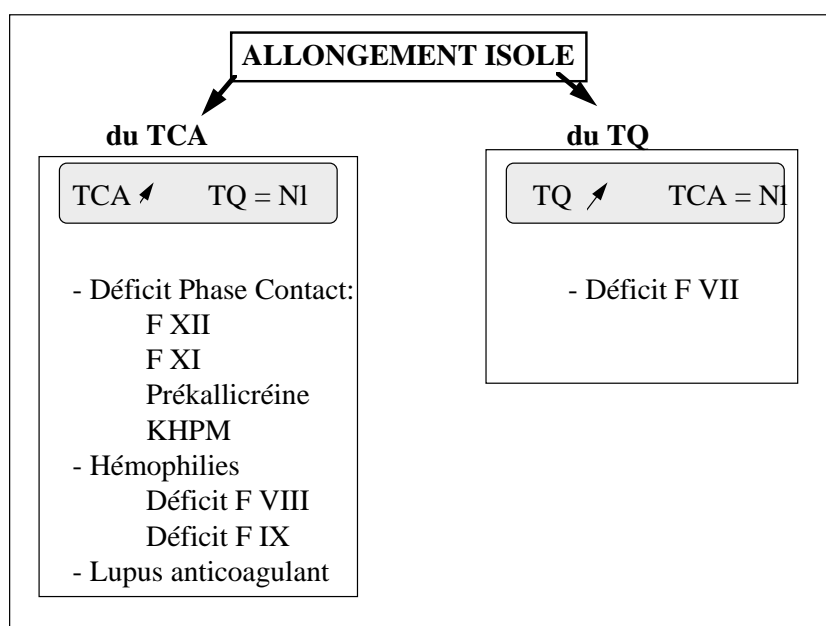 ALLONGEMENT ISOLE
du TCA
TCA TQ = Nl
- Déficit Phase Contact:
F XII
F XI
Prékallicréine
KHPM
- Hémophilies
Déficit F VIII
Déficit F IX
- Lupus anticoagulant
du TQ
TQ TCA = Nl
- Déficit F VII